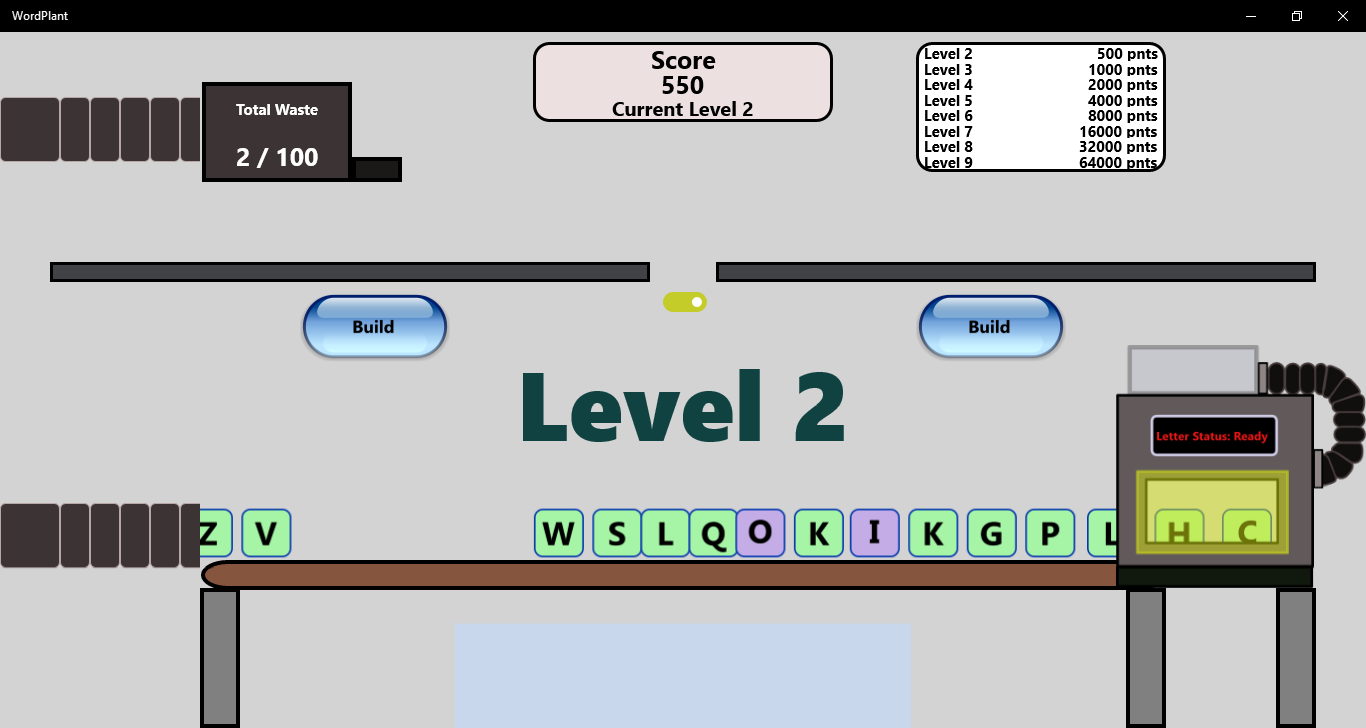 WordPlant
Score
550
Current Level 2
Level 2 500 pnts
Level 3 1000 pnts
Level 4 2000 pnts
Level 5 4000 pnts
Level 6 8000 pnts
Level 7 16000 pnts
Level 8 32000 pnts
Level 9 64000 pnts
Total Waste
2 / 100
Build
Build
Level 2
Letter Status: Ready
Z V W S L Q O K I K G P L H C